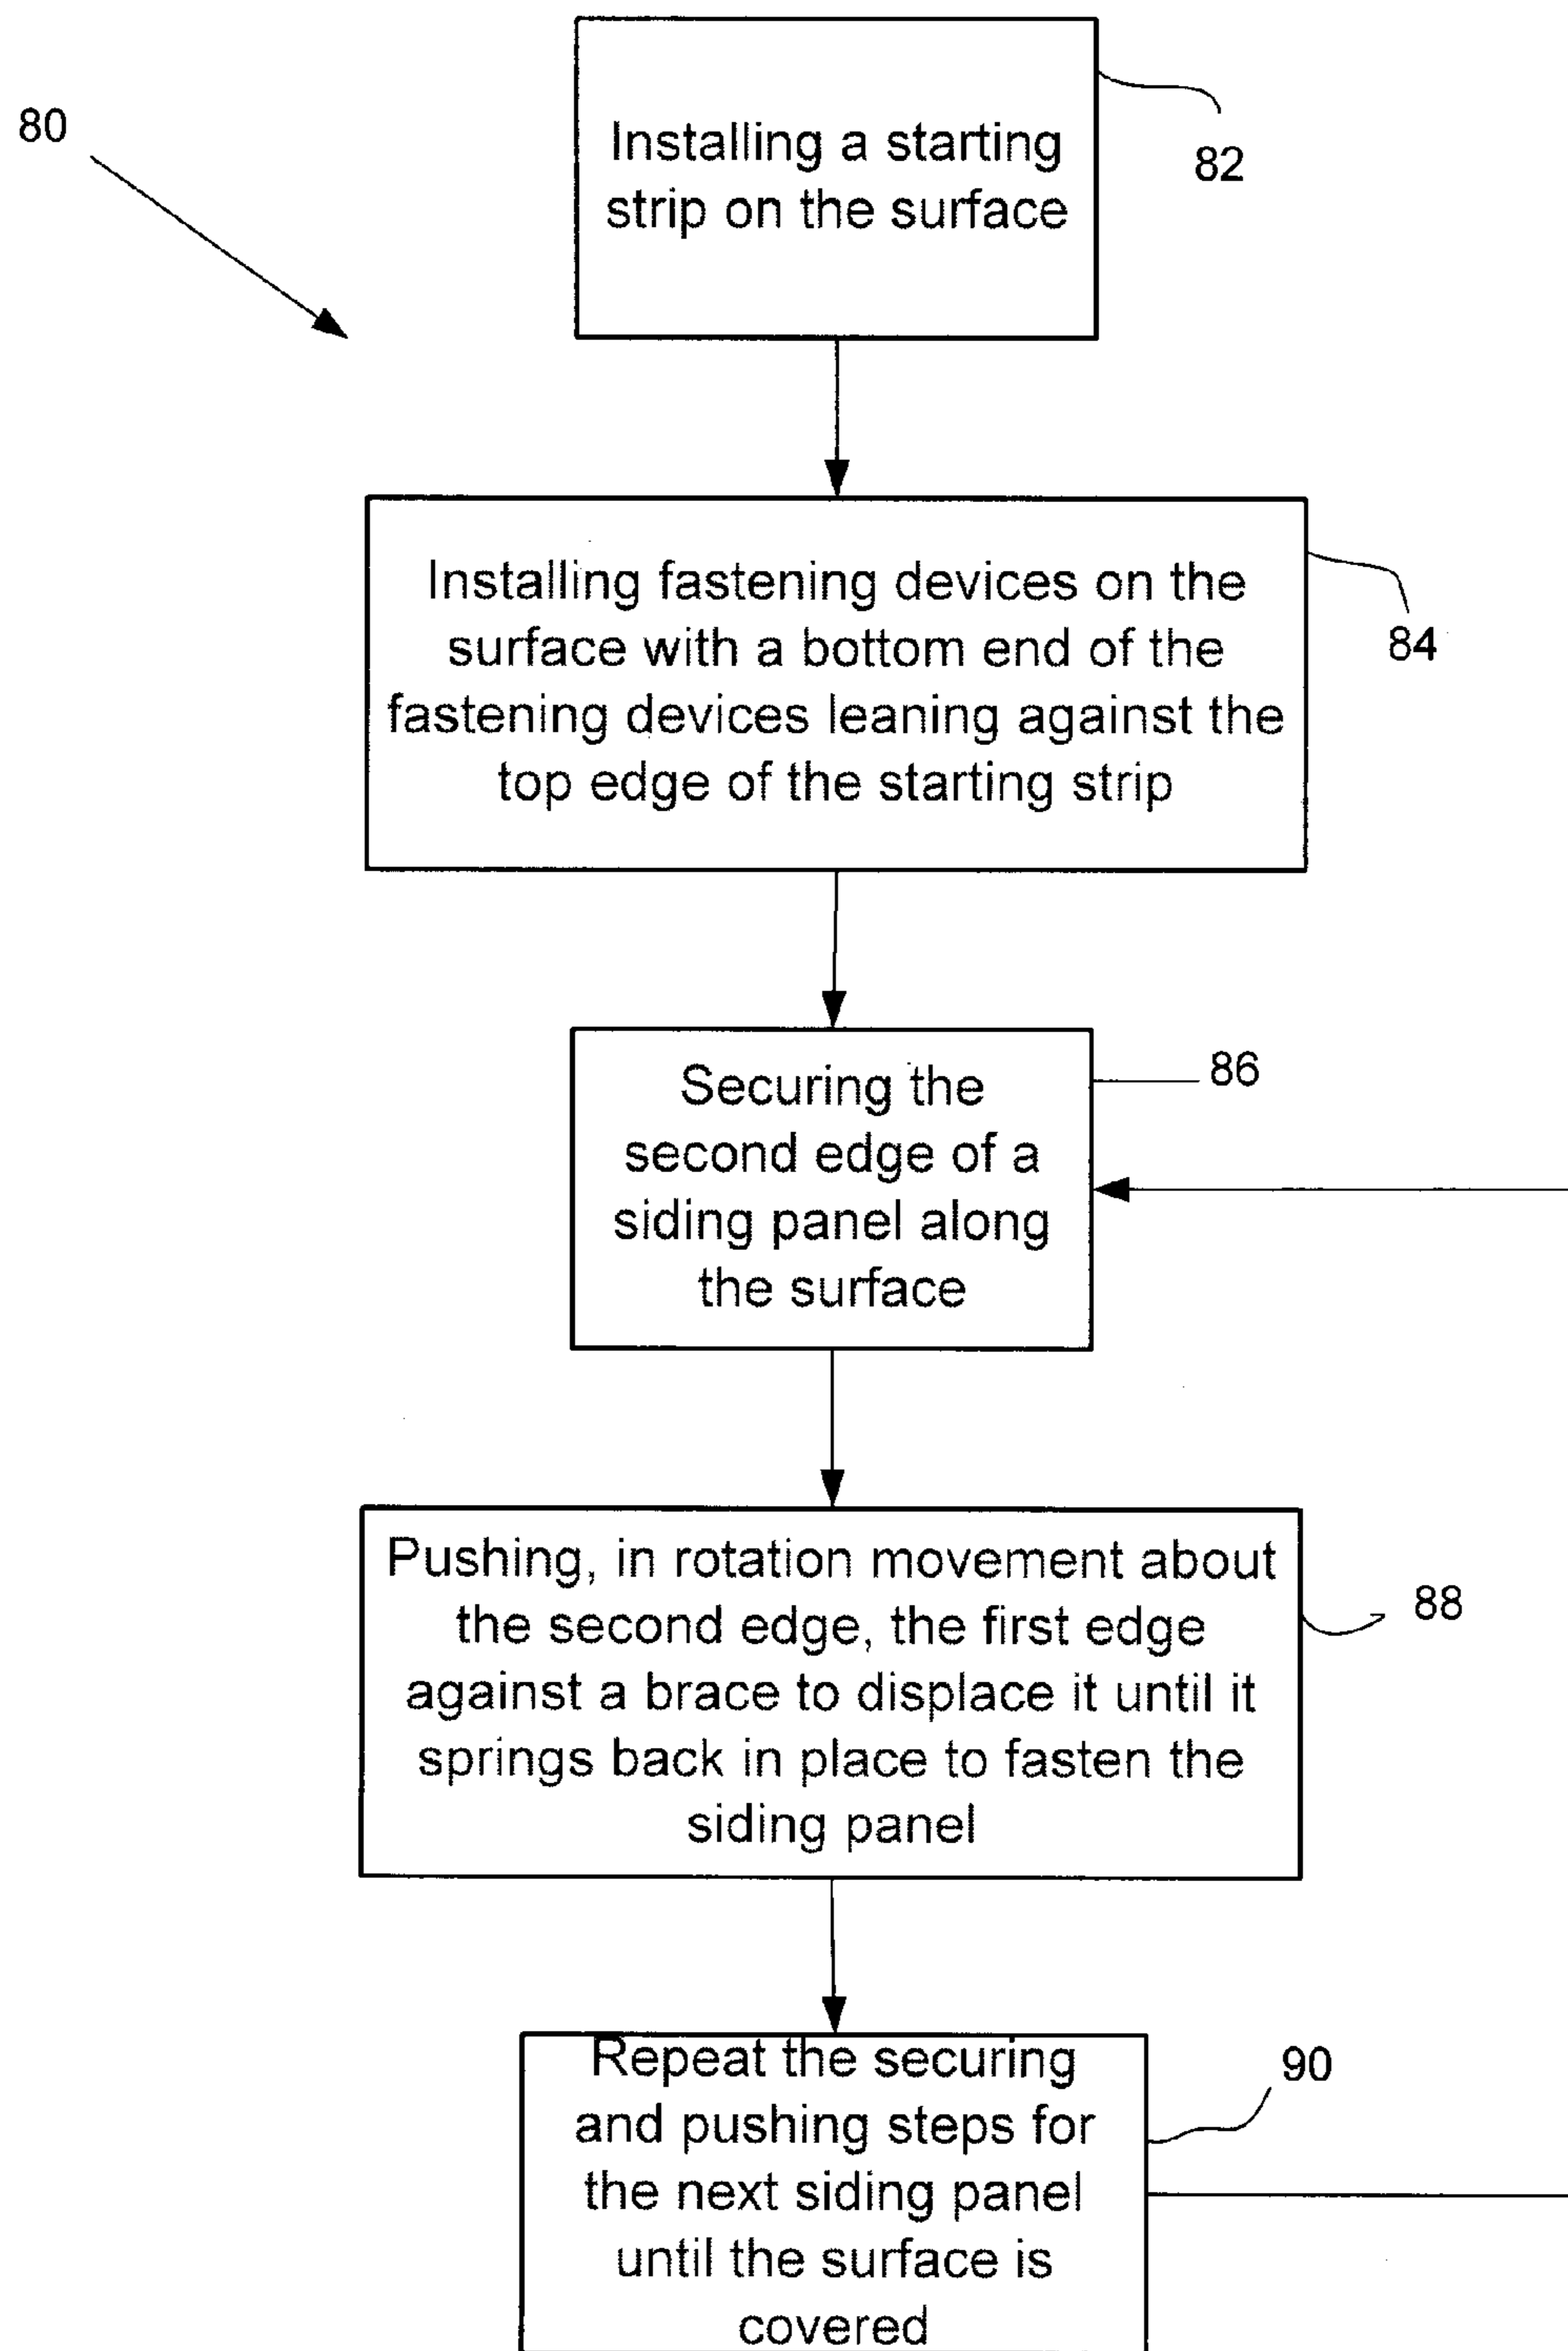 80
Installing a starting
strip on the surface
82
Installing fastening devices on the
surface with a bottom end of the
fastening devices leaning against the
top edge of the starting strip
84
Securing the
second edge of a
siding panel along
the surface
86
Pushing, in rotation movement about
the second edge, the first edge
against a brace to displace it until it
springs back in place to fasten the
siding panel
88
Repeat the securing
and pushing steps for
the next siding panel
until the surface is
covered
90